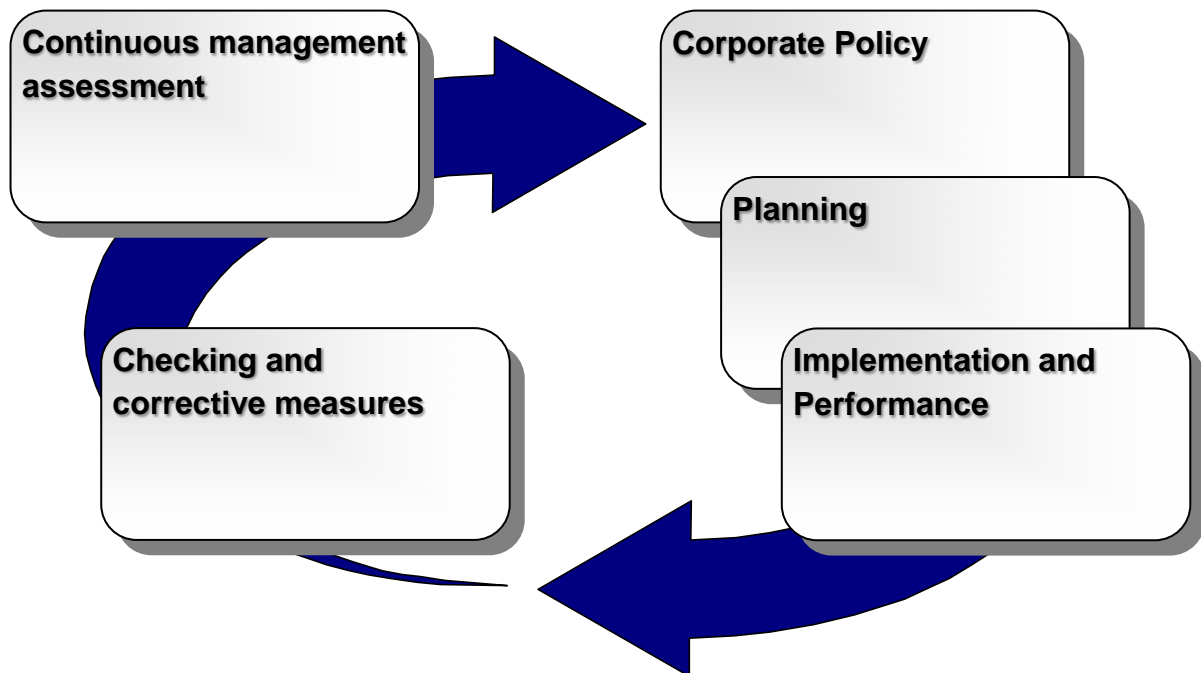 Continuous management
assessment
Corporate Policy
Planning
Checking and
corrective measures
Implementation and
Performance